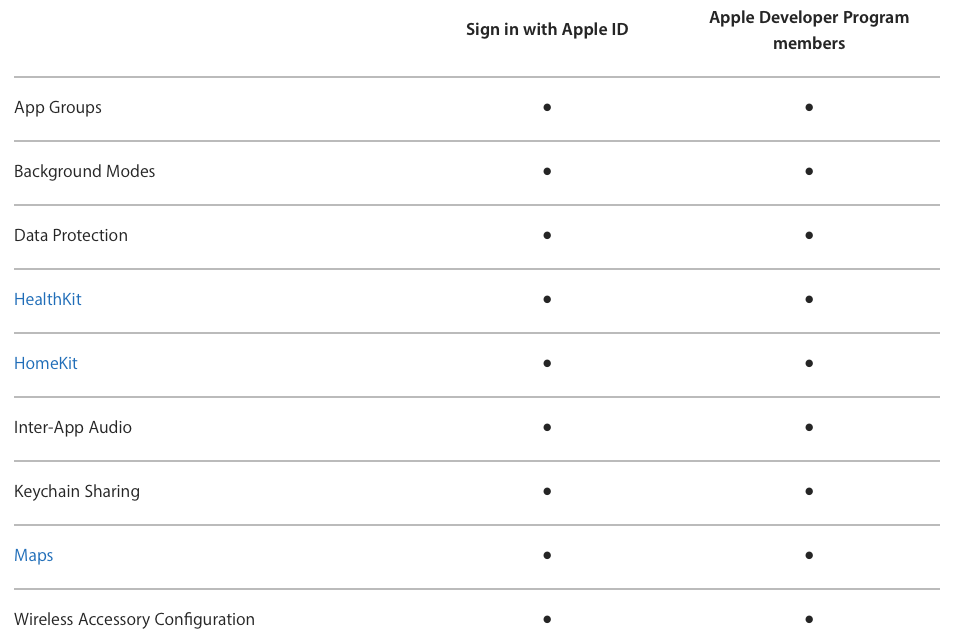 Sign in with Apple ID
Apple Developer Program
members
App Groups • •
Background Modes • •
Data Protection • •
HealthKit • •
HomeKit • •
Inter-App Audio • •
Keychain Sharing • •
Maps • •
Wireless Accessory Configuration • •